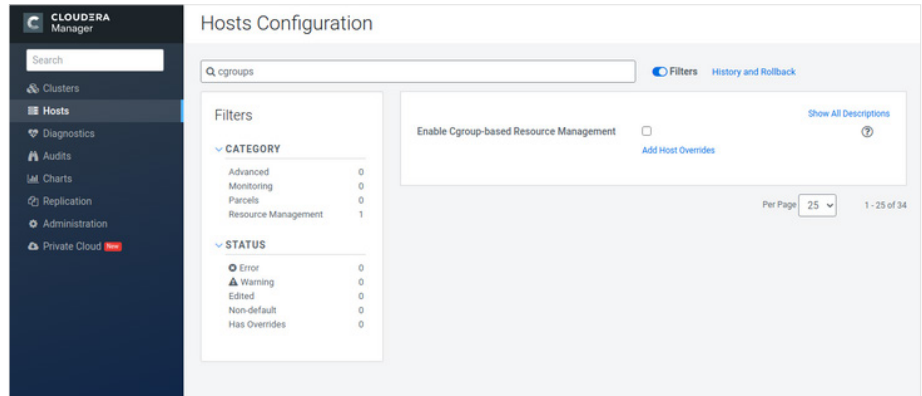 CLOUDERA
Manager
Search
Clusters
Hosts
Diagnostics
Audits
Charts
Replication
Administration
Private Cloud New
Hosts Configuration
cgroups
Filters History and Rollback
Filters
CATEGORY
Advanced 0
Monitoring 0
Parcels 0
Resource Management 1
STATUS
Error 0
Warning 0
Edited 0
Non-default 0
Has Overrides 0
Show All Descriptions
Enable Cgroup-based Resource Management
Add Host Overrides
Per Page 25 1 - 25 of 34